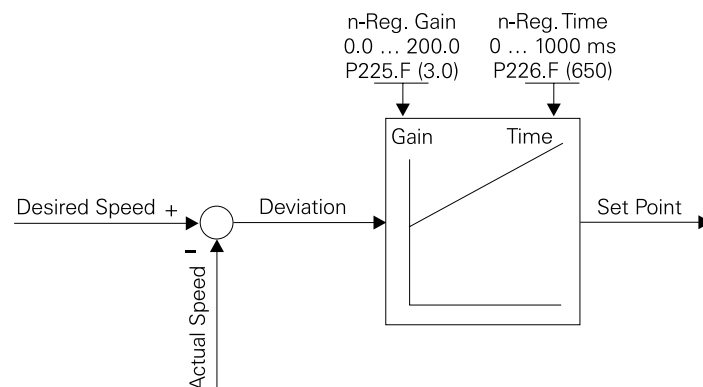 n-Reg. Gain
0.0 ... 200.0
P225.F (3.0)
n-Reg. Time
0 ... 1000 ms
P226.F (650)
Gain
Time
Desired Speed +
Deviation
Set Point
–
Actual Speed